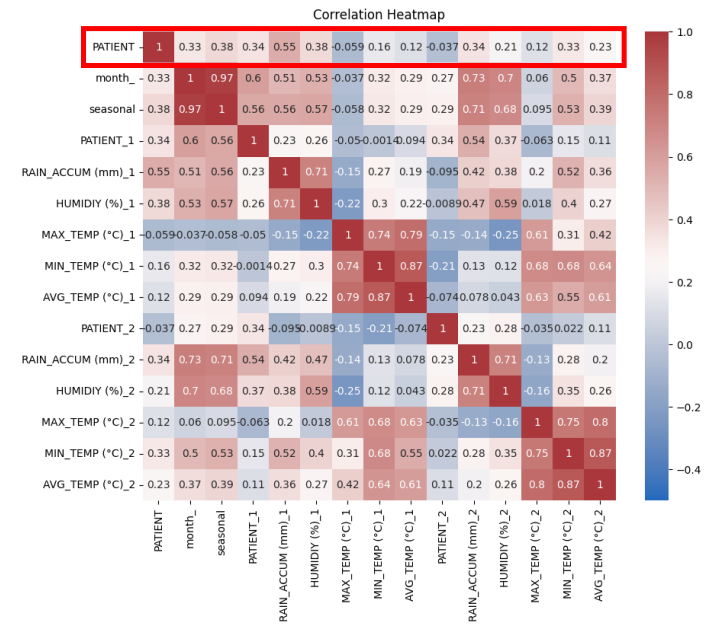 Correlation Heatmap
PATIENT 1 0.33 0.38 0.34 0.55 0.38 -0.059 0.16 0.12 -0.037 0.34 0.21 0.12 0.33 0.23
month_ 0.33 1 0.97 0.6 0.51 0.53 -0.037 0.32 0.29 0.27 0.73 0.7 0.06 0.5 0.37
seasonal 0.38 0.97 1 0.56 0.56 0.57 -0.058 0.32 0.29 0.29 0.71 0.68 0.095 0.53 0.39
PATIENT_1 0.34 0.6 0.56 1 0.23 0.26 -0.05 -0.0014 0.094 0.34 0.54 0.37 -0.063 0.15 0.11
RAIN_ACCUM (mm)_1 0.55 0.51 0.56 0.23 1 0.71 -0.15 0.27 0.19 -0.095 0.42 0.38 0.2 0.52 0.36
HUMIDIY (%)_1 0.38 0.53 0.57 0.26 0.71 1 -0.22 0.3 0.22 -0.0089 0.47 0.59 0.018 0.4 0.27
MAX_TEMP (°C)_1 -0.059 -0.037 -0.058 -0.05 -0.15 -0.22 1 0.74 0.79 -0.15 -0.14 -0.25 0.61 0.31 0.42
MIN_TEMP (°C)_1 0.16 0.32 0.32 -0.0014 0.27 0.3 0.74 1 0.87 -0.21 0.13 0.12 0.68 0.68 0.64
AVG_TEMP (°C)_1 0.12 0.29 0.29 0.094 0.19 0.22 0.79 0.87 1 -0.074 0.078 0.043 0.63 0.55 0.61
PATIENT_2 -0.037 0.27 0.29 0.34 -0.095 -0.0089 -0.15 -0.21 -0.074 1 0.23 0.28 -0.035 0.022 0.11
RAIN_ACCUM (mm)_2 0.34 0.73 0.71 0.54 0.42 0.47 -0.14 0.13 0.078 0.23 1 0.71 -0.13 0.28 0.2
HUMIDIY (%)_2 0.21 0.7 0.68 0.37 0.38 0.59 -0.25 0.12 0.043 0.28 0.71 1 -0.16 0.35 0.26
MAX_TEMP (°C)_2 0.12 0.06 0.095 -0.063 0.2 0.018 0.61 0.68 0.63 -0.035 -0.13 -0.16 1 0.75 0.8
MIN_TEMP (°C)_2 0.33 0.5 0.53 0.15 0.52 0.4 0.31 0.68 0.55 0.022 0.28 0.35 0.75 1 0.87
AVG_TEMP (°C)_2 0.23 0.37 0.39 0.11 0.36 0.27 0.42 0.64 0.61 0.11 0.2 0.26 0.8 0.87 1
PATIENT
month_
seasonal
PATIENT_1
RAIN_ACCUM (mm)_1
HUMIDIY (%)_1
MAX_TEMP (°C)_1
MIN_TEMP (°C)_1
AVG_TEMP (°C)_1
PATIENT_2
RAIN_ACCUM (mm)_2
HUMIDIY (%)_2
MAX_TEMP (°C)_2
MIN_TEMP (°C)_2
AVG_TEMP (°C)_2
1.0
0.8
0.6
0.4
0.2
0.0
−0.2
−0.4